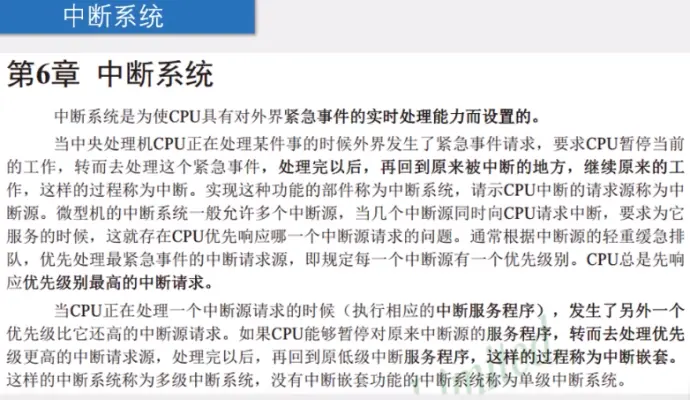 中断系统
第6章 中断系统
中断系统是为使CPU具有对外界紧急事件的实时处理能力而设置的。
当中央处理机CPU正在处理某件事的时候外界发生了紧急事件请求，要求CPU暂停当前
的工作，转而去处理这个紧急事件，处理完以后，再回到原来被中断的地方，继续原来的工
作，这样的过程称为中断。实现这种功能的部件称为中断系统，请示CPU中断的请求源称为中
断源。微型机的中断系统一般允许多个中断源，当几个中断源同时向CPU请求中断，要求为它
服务的时候，这就存在CPU优先响应哪一个中断源请求的问题。通常根据中断源的轻重缓急排
队，优先处理最紧急事件的中断请求源，即规定每一个中断源有一个优先级别。CPU总是先响
应优先级别最高的中断请求。
当CPU正在处理一个中断源请求的时候（执行相应的中断服务程序），发生了另外一个
优先级比它还高的中断源请求。如果CPU能够暂停对原来中断源的服务程序，转而去处理优先
级更高的中断请求源，处理完以后，再回到原低级中断服务程序，这样的过程称为中断嵌套。
这样的中断系统称为多级中断系统，没有中断嵌套功能的中断系统称为单级中断系统。
Limited